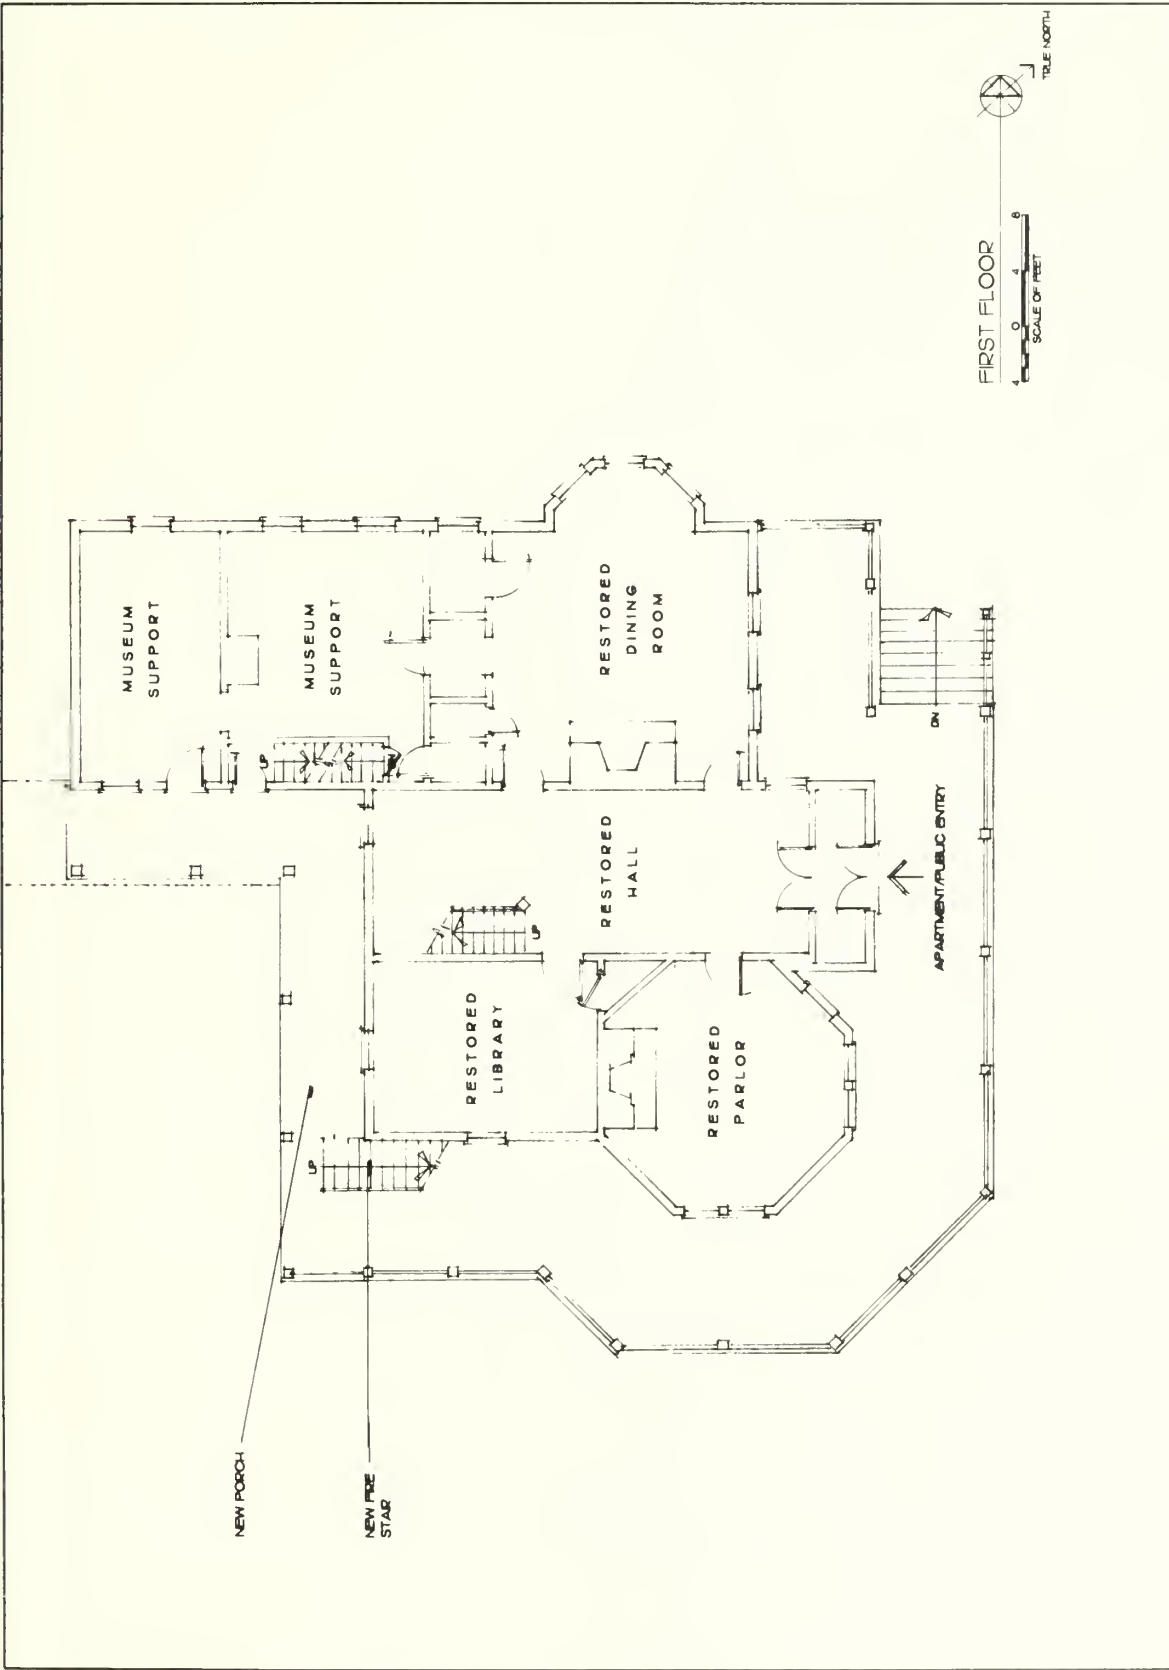 NEW PORCH
NEW FIRE
STAIR
UP
RESTORED
LIBRARY
RESTORED
PARLOR
UP
RESTORED
HALL
APARTMENT/PUBLIC ENTRY
UP
MUSEUM
SUPPORT
MUSEUM
SUPPORT
RESTORED
DINING
ROOM
DN
FIRST FLOOR
4 0 4 8
SCALE OF FEET
TRUE NORTH